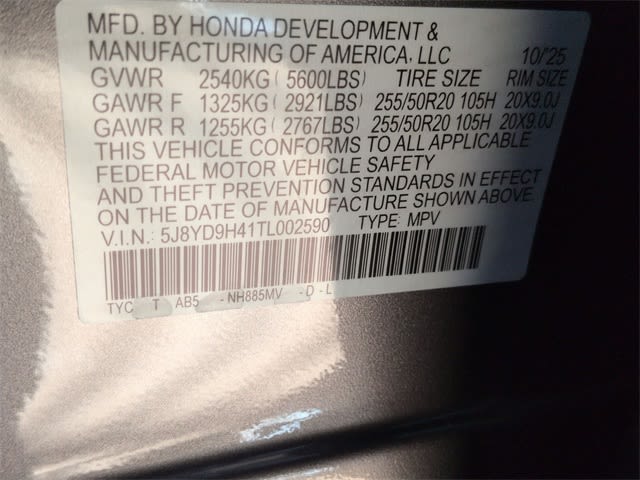 MFD. BY HONDA DEVELOPMENT &
MANUFACTURING OF AMERICA, LLC 10/25
GVWR 2540KG ( 5600LBS) TIRE SIZE RIM SIZE
GAWR F 1325KG ( 2921LBS) 255/50R20 105H 20X9.0J
GAWR R 1255KG ( 2767LBS) 255/50R20 105H 20X9.0J
THIS VEHICLE CONFORMS TO ALL APPLICABLE
FEDERAL MOTOR VEHICLE SAFETY
AND THEFT PREVENTION STANDARDS IN EFFECT
ON THE DATE OF MANUFACTURE SHOWN ABOVE.
V.I.N.: 5J8YD9H41TL002590 TYPE: MPV
TYC T AB5 -NH885MV -D-L